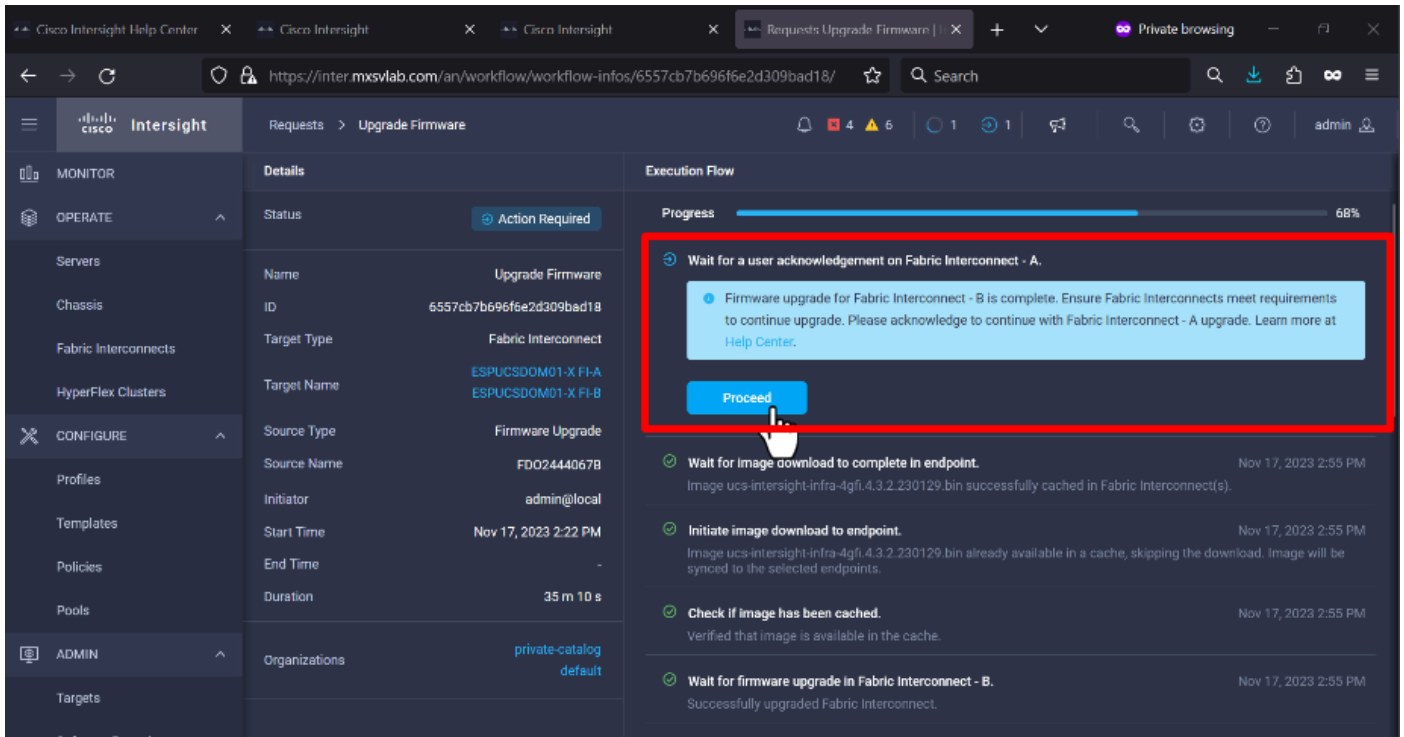 Cisco Intersight Help Center
Cisco Intersight
Cisco Intersight
Requests Upgrade Firmware |
Private browsing
https://inter.mxsvlab.com/an/workflow/workflow-infos/6557cb7b696f6e2d309bad18/
Search
CISCO Intersight
Requests > Upgrade Firmware
4 6 1 1
admin
MONITOR
OPERATE
Servers
Chassis
Fabric Interconnects
HyperFlex Clusters
CONFIGURE
Profiles
Templates
Policies
Pools
ADMIN
Targets
Details
Status Action Required
Name Upgrade Firmware
ID 6557cb7b696f6e2d309bad18
Target Type Fabric Interconnect
Target Name ESPUCSDOM01-X FI-A
ESPUCSDOM01-X FI-B
Source Type Firmware Upgrade
Source Name FDO2444067B
Initiator admin@local
Start Time Nov 17, 2023 2:22 PM
End Time -
Duration 35 m 10 s
Organizations private-catalog
default
Execution Flow
Progress 68%
Wait for a user acknowledgement on Fabric Interconnect - A.
Firmware upgrade for Fabric Interconnect - B is complete. Ensure Fabric Interconnects meet requirements
to continue upgrade. Please acknowledge to continue with Fabric Interconnect - A upgrade. Learn more at
Help Center.
Proceed
Wait for image download to complete in endpoint. Nov 17, 2023 2:55 PM
Image ucs-intersight-infra-4gfi.4.3.2.230129.bin successfully cached in Fabric Interconnect(s).
Initiate image download to endpoint. Nov 17, 2023 2:55 PM
Image ucs-intersight-infra-4gfi.4.3.2.230129.bin already available in a cache, skipping the download. Image will be
synced to the selected endpoints.
Check if image has been cached. Nov 17, 2023 2:55 PM
Verified that image is available in the cache.
Wait for firmware upgrade in Fabric Interconnect - B. Nov 17, 2023 2:55 PM
Successfully upgraded Fabric Interconnect.